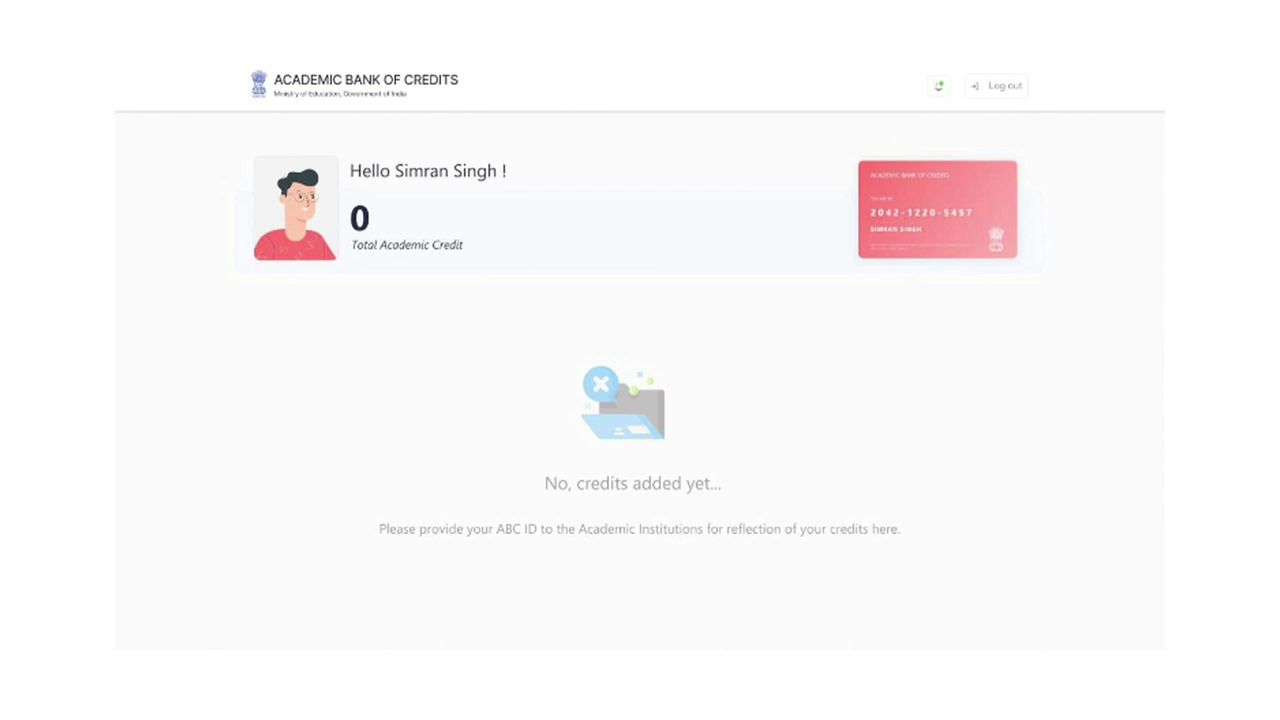 ACADEMIC BANK OF CREDITS
Ministry of Education, Government of India
Log out
Hello Simran Singh !
0
Total Academic Credit
ACADEMIC BANK OF CREDITS
2042-1220-5457
SIMRAN SINGH
No, credits added yet...
Please provide your ABC ID to the Academic Institutions for reflection of your credits here.